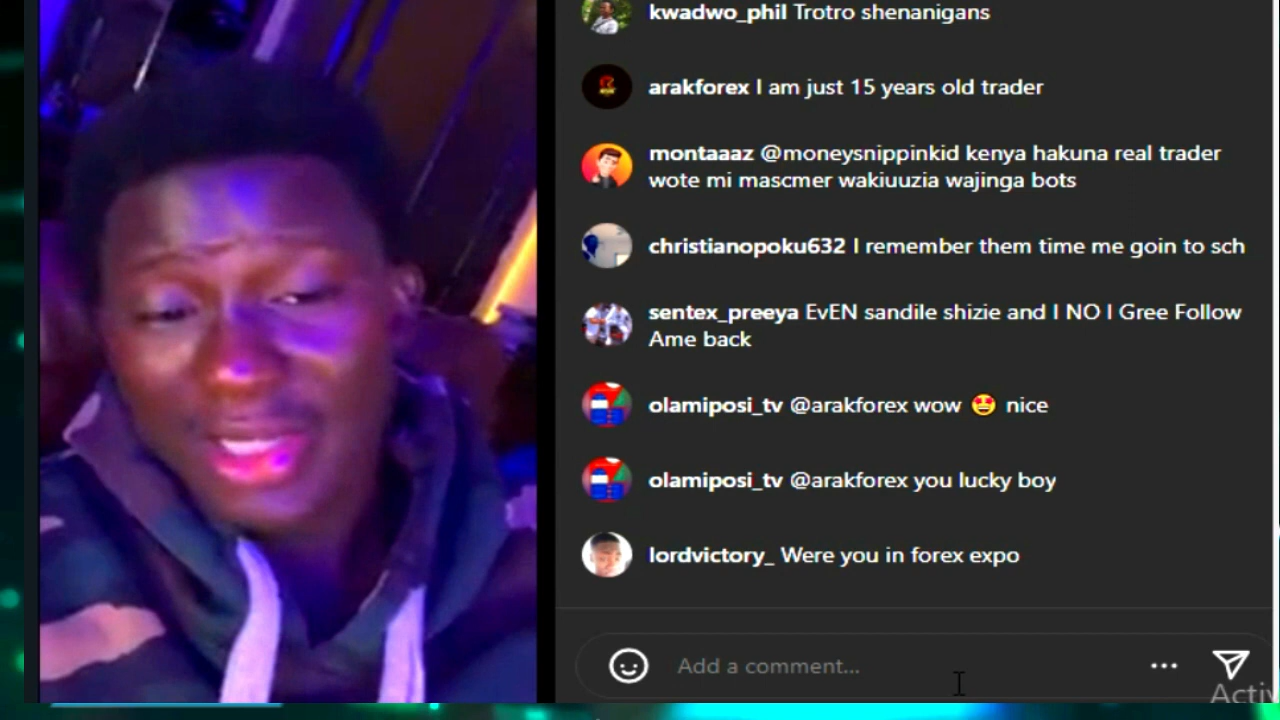 kwadwo_phil Trotro shenanigans
arakforex I am just 15 years old trader
montaaaz @moneysnippinkid kenya hakuna real trader
wote mi mascmer wakiuuzia wajinga bots
christianopoku632 I remember them time me goin to sch
sentex_preeya EvEN sandile shizie and I NO I Gree Follow
Ame back
olamiposi_tv @arakforex wow 🤩 nice
olamiposi_tv @arakforex you lucky boy
lordvictory_ Were you in forex expo
Add a comment...
Activ